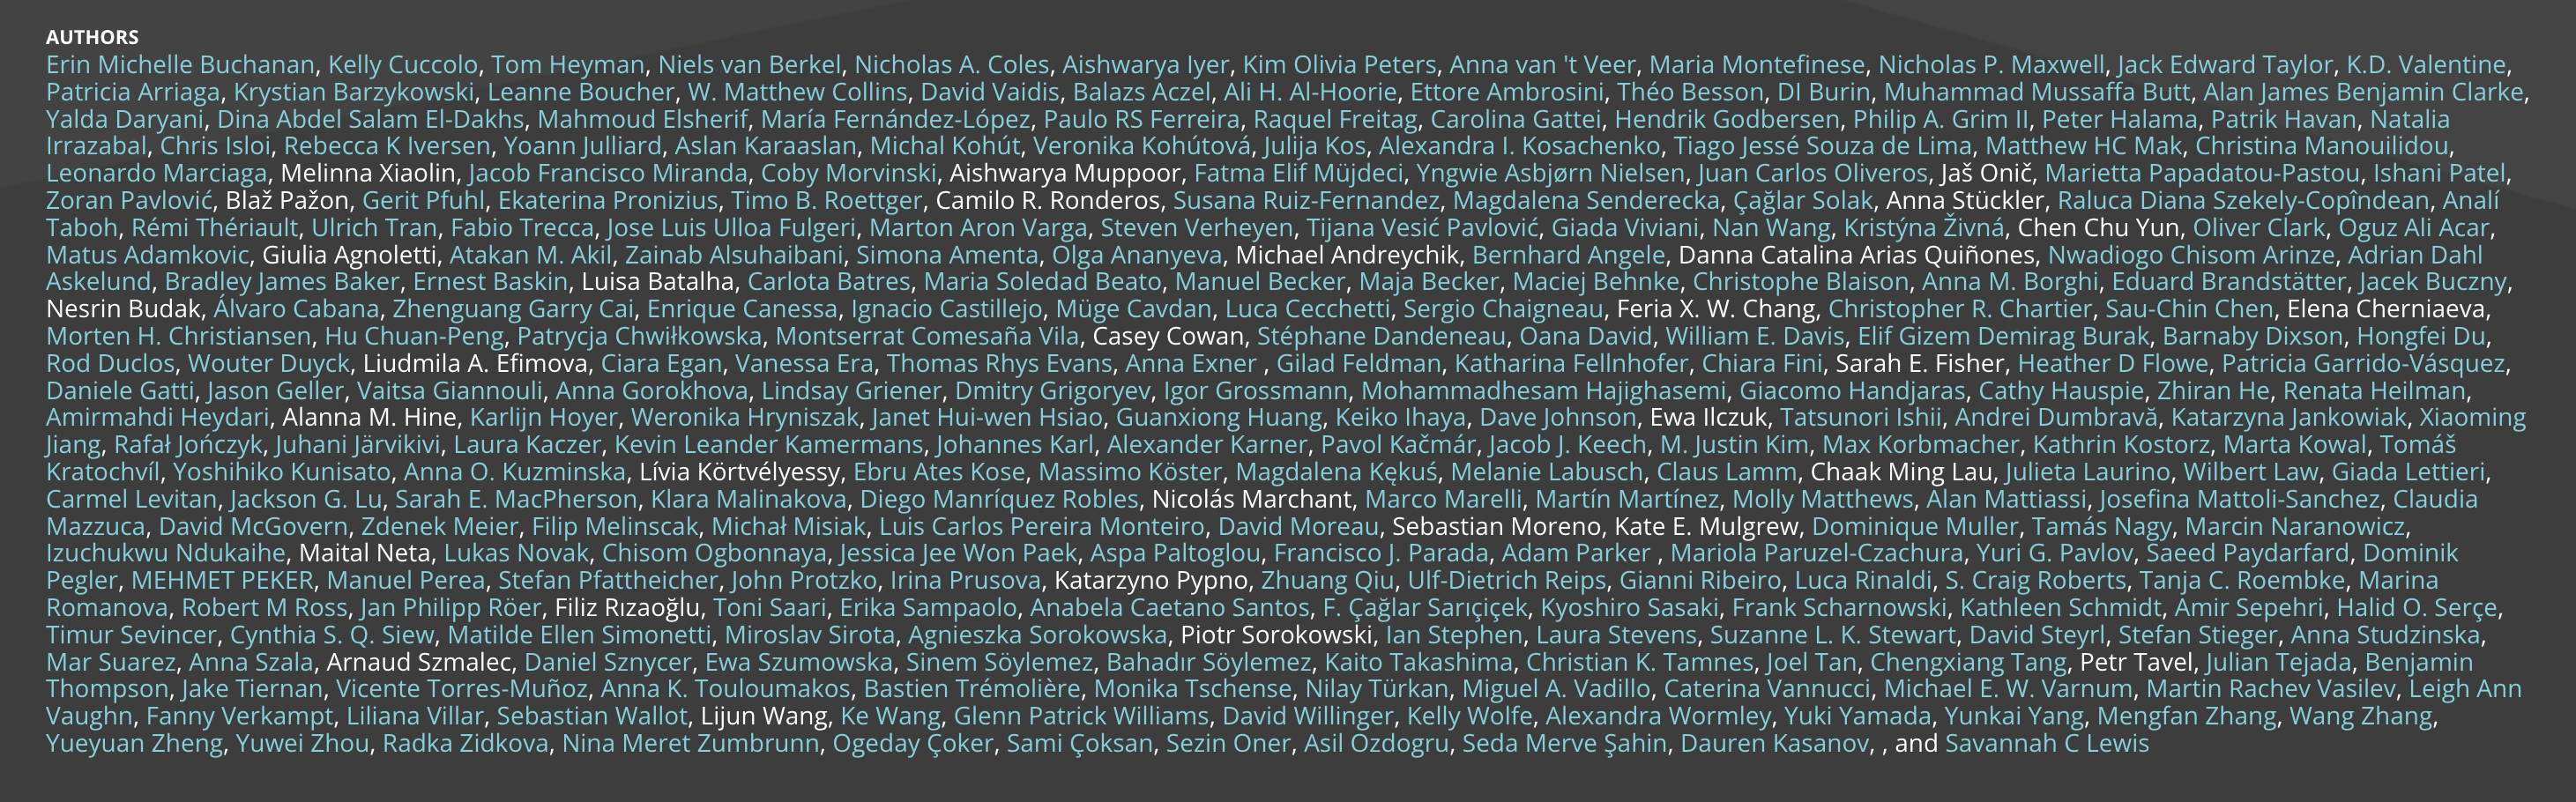 AUTHORS
Erin Michelle Buchanan, Kelly Cuccolo, Tom Heyman, Niels van Berkel, Nicholas A. Coles, Aishwarya Iyer, Kim Olivia Peters, Anna van 't Veer, Maria Montefinese, Nicholas P. Maxwell, Jack Edward Taylor, K.D. Valentine,
Patricia Arriaga, Krystian Barzykowski, Leanne Boucher, W. Matthew Collins, David Vaidis, Balazs Aczel, Ali H. Al-Hoorie, Ettore Ambrosini, Théo Besson, DI Burin, Muhammad Mussaffa Butt, Alan James Benjamin Clarke,
Yalda Daryani, Dina Abdel Salam El-Dakhs, Mahmoud Elsherif, María Fernández-López, Paulo RS Ferreira, Raquel Freitag, Carolina Gattei, Hendrik Godbersen, Philip A. Grim II, Peter Halama, Patrik Havan, Natalia
Irrazabal, Chris Isloi, Rebecca K Iversen, Yoann Julliard, Aslan Karaaslan, Michal Kohút, Veronika Kohútová, Julija Kos, Alexandra I. Kosachenko, Tiago Jessé Souza de Lima, Matthew HC Mak, Christina Manouilidou,
Leonardo Marciaga, Melinna Xiaolin, Jacob Francisco Miranda, Coby Morvinski, Aishwarya Muppoor, Fatma Elif Müjdeci, Yngwie Asbjørn Nielsen, Juan Carlos Oliveros, Jaš Onič, Marietta Papadatou-Pastou, Ishani Patel,
Zoran Pavlović, Blaž Pažon, Gerit Pfuhl, Ekaterina Pronizius, Timo B. Roettger, Camilo R. Ronderos, Susana Ruiz-Fernandez, Magdalena Senderecka, Çağlar Solak, Anna Stückler, Raluca Diana Szekely-Copîndean, Analí
Taboh, Rémi Thériault, Ulrich Tran, Fabio Trecca, Jose Luis Ulloa Fulgeri, Marton Aron Varga, Steven Verheyen, Tijana Vesić Pavlović, Giada Viviani, Nan Wang, Kristýna Živná, Chen Chu Yun, Oliver Clark, Oguz Ali Acar,
Matus Adamkovic, Giulia Agnoletti, Atakan M. Akil, Zainab Alsuhaibani, Simona Amenta, Olga Ananyeva, Michael Andreychik, Bernhard Angele, Danna Catalina Arias Quiñones, Nwadiogo Chisom Arinze, Adrian Dahl
Askelund, Bradley James Baker, Ernest Baskin, Luisa Batalha, Carlota Batres, Maria Soledad Beato, Manuel Becker, Maja Becker, Maciej Behnke, Christophe Blaison, Anna M. Borghi, Eduard Brandstätter, Jacek Buczny,
Nesrin Budak, Álvaro Cabana, Zhenguang Garry Cai, Enrique Canessa, Ignacio Castillejo, Müge Cavdan, Luca Cecchetti, Sergio Chaigneau, Feria X. W. Chang, Christopher R. Chartier, Sau-Chin Chen, Elena Cherniaeva,
Morten H. Christiansen, Hu Chuan-Peng, Patrycja Chwiłkowska, Montserrat Comesaña Vila, Casey Cowan, Stéphane Dandeneau, Oana David, William E. Davis, Elif Gizem Demirag Burak, Barnaby Dixson, Hongfei Du,
Rod Duclos, Wouter Duyck, Liudmila A. Efimova, Ciara Egan, Vanessa Era, Thomas Rhys Evans, Anna Exner , Gilad Feldman, Katharina Fellnhofer, Chiara Fini, Sarah E. Fisher, Heather D Flowe, Patricia Garrido-Vásquez,
Daniele Gatti, Jason Geller, Vaitsa Giannouli, Anna Gorokhova, Lindsay Griener, Dmitry Grigoryev, Igor Grossmann, Mohammadhesam Hajighasemi, Giacomo Handjaras, Cathy Hauspie, Zhiran He, Renata Heilman,
Amirmahdi Heydari, Alanna M. Hine, Karlijn Hoyer, Weronika Hryniszak, Janet Hui-wen Hsiao, Guanxiong Huang, Keiko Ihaya, Dave Johnson, Ewa Ilczuk, Tatsunori Ishii, Andrei Dumbravă, Katarzyna Jankowiak, Xiaoming
Jiang, Rafał Jończyk, Juhani Järvikivi, Laura Kaczer, Kevin Leander Kamermans, Johannes Karl, Alexander Karner, Pavol Kačmár, Jacob J. Keech, M. Justin Kim, Max Korbmacher, Kathrin Kostorz, Marta Kowal, Tomáš
Kratochvíl, Yoshihiko Kunisato, Anna O. Kuzminska, Lívia Körtvélyessy, Ebru Ates Kose, Massimo Köster, Magdalena Kękuś, Melanie Labusch, Claus Lamm, Chaak Ming Lau, Julieta Laurino, Wilbert Law, Giada Lettieri,
Carmel Levitan, Jackson G. Lu, Sarah E. MacPherson, Klara Malinakova, Diego Manríquez Robles, Nicolás Marchant, Marco Marelli, Martín Martínez, Molly Matthews, Alan Mattiassi, Josefina Mattoli-Sanchez, Claudia
Mazzuca, David McGovern, Zdenek Meier, Filip Melinscak, Michał Misiak, Luis Carlos Pereira Monteiro, David Moreau, Sebastian Moreno, Kate E. Mulgrew, Dominique Muller, Tamás Nagy, Marcin Naranowicz,
Izuchukwu Ndukaihe, Maital Neta, Lukas Novak, Chisom Ogbonnaya, Jessica Jee Won Paek, Aspa Paltoglou, Francisco J. Parada, Adam Parker , Mariola Paruzel-Czachura, Yuri G. Pavlov, Saeed Paydarfard, Dominik
Pegler, MEHMET PEKER, Manuel Perea, Stefan Pfattheicher, John Protzko, Irina Prusova, Katarzyno Pypno, Zhuang Qiu, Ulf-Dietrich Reips, Gianni Ribeiro, Luca Rinaldi, S. Craig Roberts, Tanja C. Roembke, Marina
Romanova, Robert M Ross, Jan Philipp Röer, Filiz Rızaoğlu, Toni Saari, Erika Sampaolo, Anabela Caetano Santos, F. Çağlar Sarıçiçek, Kyoshiro Sasaki, Frank Scharnowski, Kathleen Schmidt, Amir Sepehri, Halid O. Serçe,
Timur Sevincer, Cynthia S. Q. Siew, Matilde Ellen Simonetti, Miroslav Sirota, Agnieszka Sorokowska, Piotr Sorokowski, Ian Stephen, Laura Stevens, Suzanne L. K. Stewart, David Steyrl, Stefan Stieger, Anna Studzinska,
Mar Suarez, Anna Szala, Arnaud Szmalec, Daniel Sznycer, Ewa Szumowska, Sinem Söylemez, Bahadır Söylemez, Kaito Takashima, Christian K. Tamnes, Joel Tan, Chengxiang Tang, Petr Tavel, Julian Tejada, Benjamin
Thompson, Jake Tiernan, Vicente Torres-Muñoz, Anna K. Touloumakos, Bastien Trémolière, Monika Tschense, Nilay Türkan, Miguel A. Vadillo, Caterina Vannucci, Michael E. W. Varnum, Martin Rachev Vasilev, Leigh Ann
Vaughn, Fanny Verkampt, Liliana Villar, Sebastian Wallot, Lijun Wang, Ke Wang, Glenn Patrick Williams, David Willinger, Kelly Wolfe, Alexandra Wormley, Yuki Yamada, Yunkai Yang, Mengfan Zhang, Wang Zhang,
Yueyuan Zheng, Yuwei Zhou, Radka Zidkova, Nina Meret Zumbrunn, Ogeday Çoker, Sami Çoksan, Sezin Oner, Asil Ozdogru, Seda Merve Şahin, Dauren Kasanov, , and Savannah C Lewis